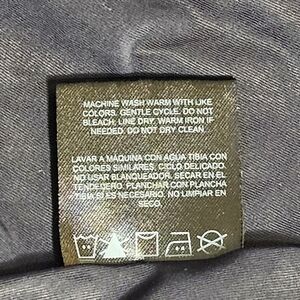 MACHINE WASH WARM WITH LIKE
COLORS. GENTLE CYCLE. DO NOT
BLEACH. LINE DRY. WARM IRON IF
NEEDED. DO NOT DRY CLEAN.
LAVAR A MAQUINA CON AGUA TIBIA CON
COLORES SIMILARES. CICLO DELICADO.
NO USAR BLANQUEADOR. SECAR EN EL
TENDEDERO. PLANCHAR CON PLANCHA
TIBIA SI ES NECESARIO. NO LIMPIAR EN
SECO.